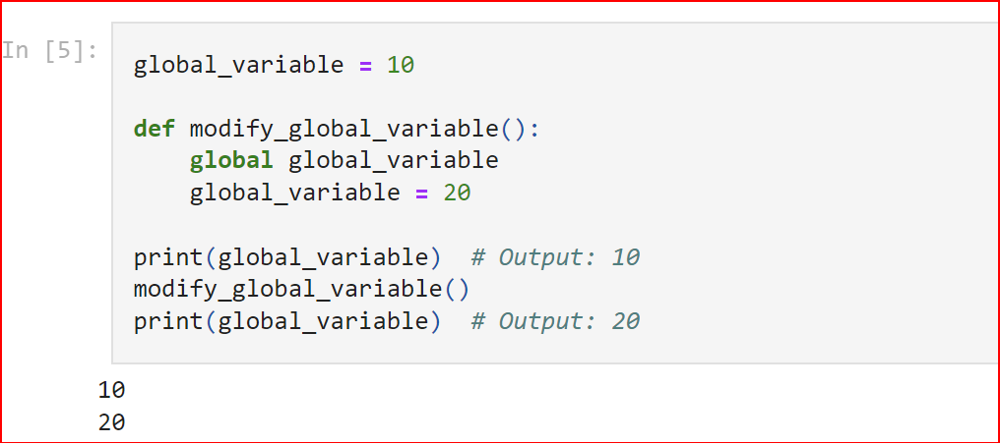 In [5]:
global_variable = 10
def modify_global_variable():
    global global_variable
    global_variable = 20
print(global_variable)  # Output: 10
modify_global_variable()
print(global_variable)  # Output: 20
10
20